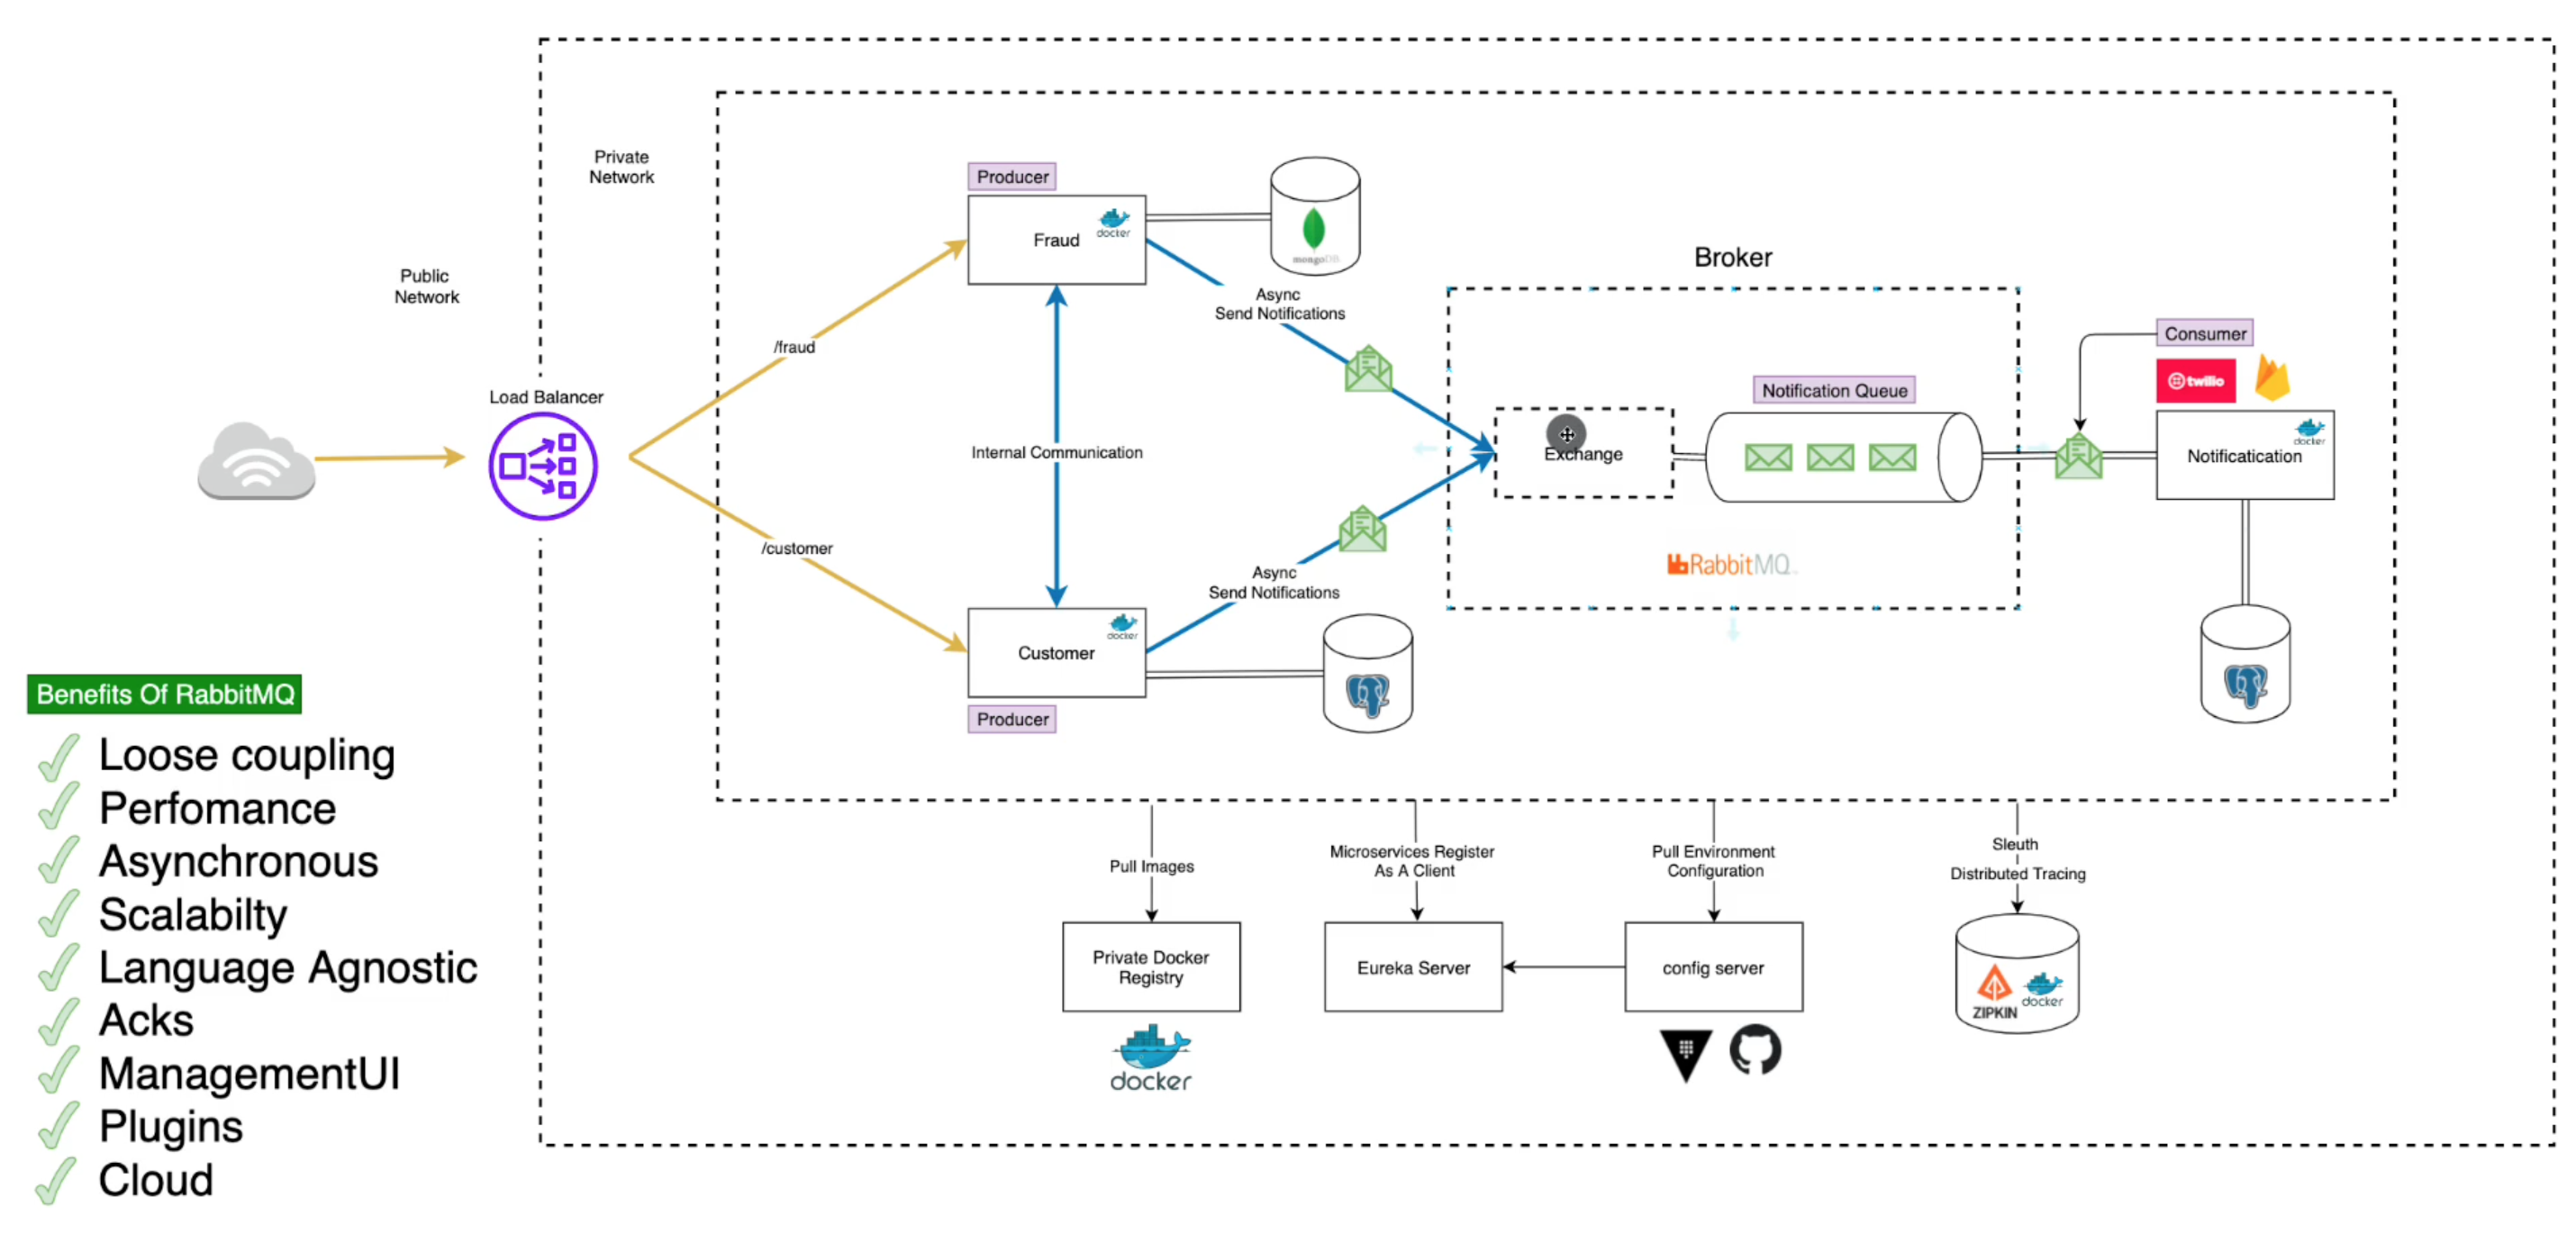 Private
Network
Public
Network
Load Balancer
/fraud
/customer
Producer
Fraud
docker
mongoDB
Async
Send Notifications
Internal Communication
Async
Send Notifications
Customer
docker
Producer
Broker
Exchange
Notification Queue
RabbitMQ
Consumer
twilio
docker
Notificatication
Benefits Of RabbitMQ
Loose coupling
Perfomance
Asynchronous
Scalabilty
Language Agnostic
Acks
ManagementUI
Plugins
Cloud
Pull Images
Private Docker
Registry
docker
Microservices Register
As A Client
Eureka Server
Pull Environment
Configuration
config server
Sleuth
Distributed Tracing
ZIPKIN
docker